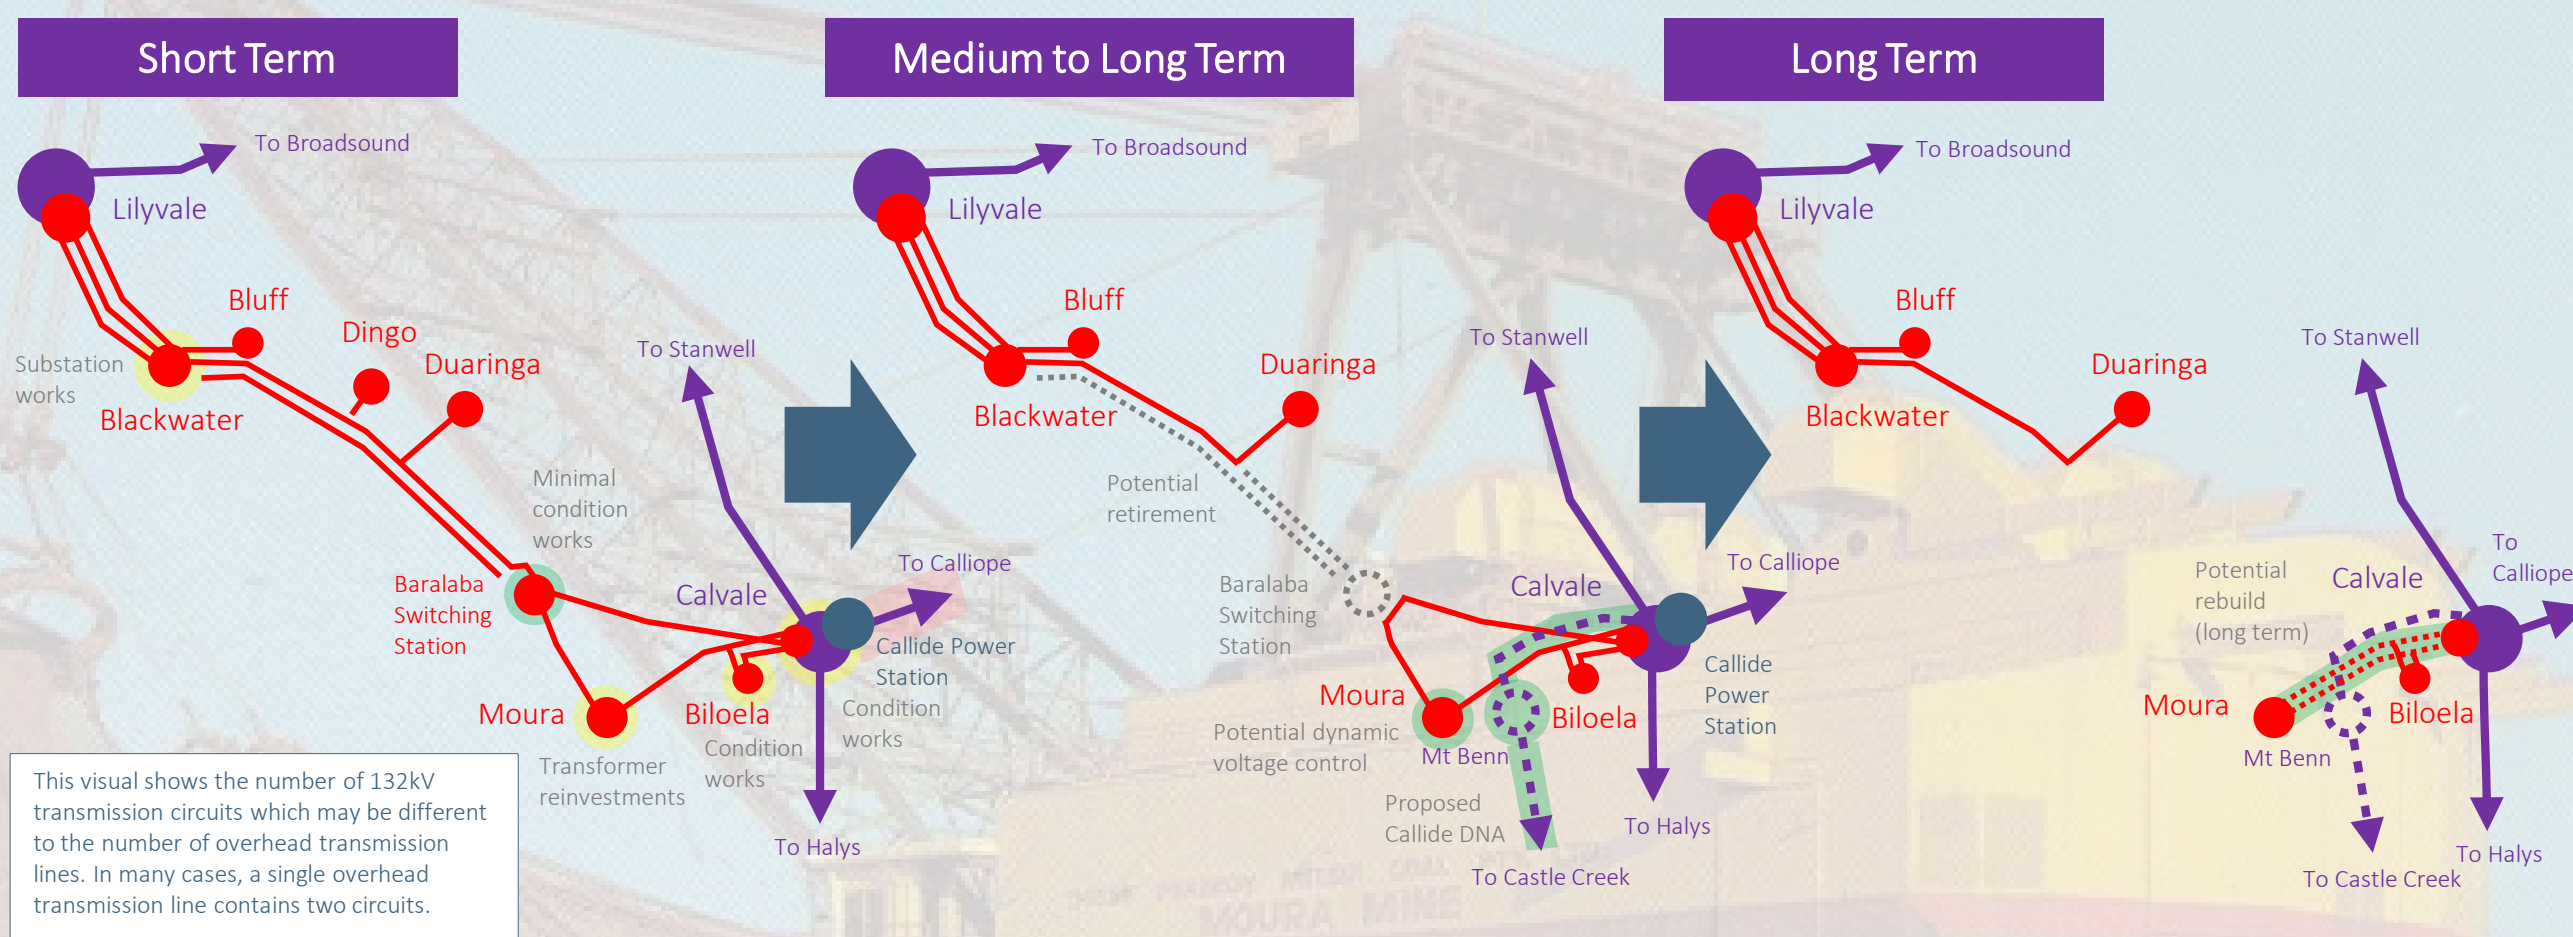 Short Term
To Broadsound
Lilyvale
Bluff
Dingo
Duaringa
Substation
works
Blackwater
To Stanwell
Minimal
condition
works
Baralaba
Switching
Station
Calvale
To Calliope
Callide Power
Station
Moura
Biloela
Condition
works
Condition
works
Transformer
reinvestments
To Halys
This visual shows the number of 132kV
transmission circuits which may be different
to the number of overhead transmission
lines. In many cases, a single overhead
transmission line contains two circuits.
Medium to Long Term
To Broadsound
Lilyvale
Bluff
Duaringa
Blackwater
To Stanwell
Potential
retirement
Baralaba
Switching
Station
Calvale
To Calliope
Callide
Power
Station
Moura
Biloela
Potential dynamic
voltage control
Mt Benn
Proposed
Callide DNA
To Halys
To Castle Creek
Long Term
To Broadsound
Lilyvale
Bluff
Duaringa
Blackwater
To Stanwell
To
Calliope
Potential
rebuild
(long term)
Calvale
Moura
Biloela
Mt Benn
To Halys
To Castle Creek
MOURA MINE